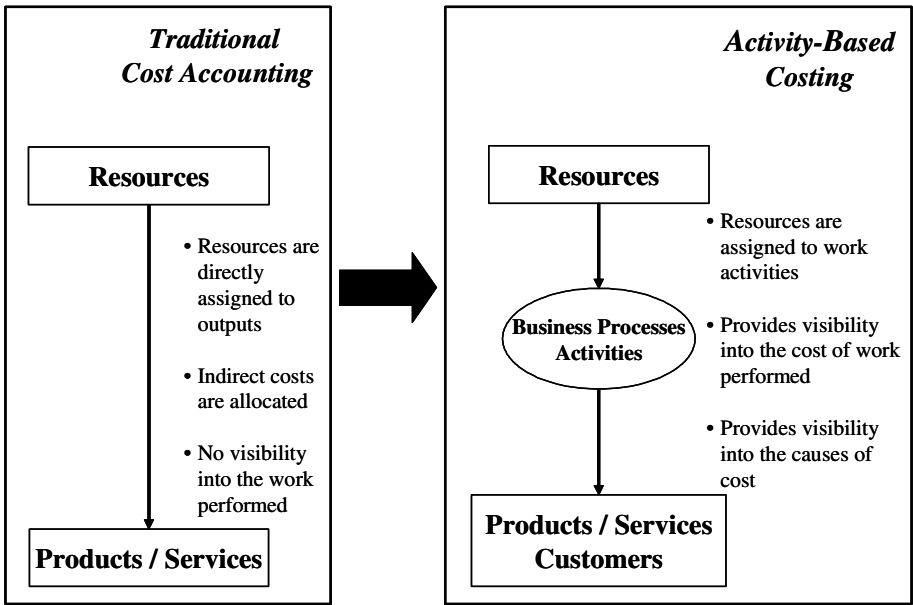 Traditional
Cost Accounting
Resources
• Resources are
directly
assigned to
outputs
• Indirect costs
are allocated
• No visibility
into the work
performed
Products / Services
Activity-Based
Costing
Resources
• Resources are
assigned to work
activities
Business Processes
Activities
• Provides visibility
into the cost of work
performed
• Provides visibility
into the causes of
cost
Products / Services
Customers